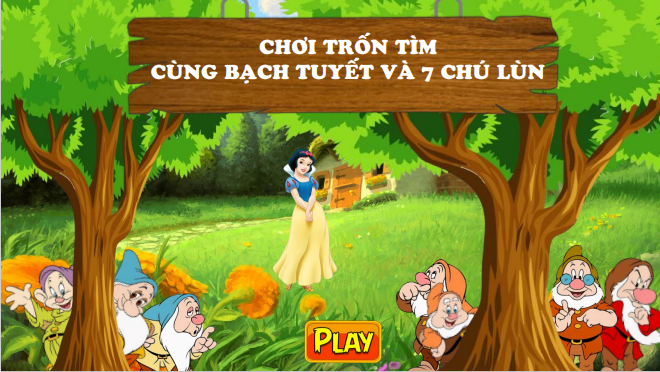 CHƠI TRỐN TÌM
CÙNG BẠCH TUYẾT VÀ 7 CHÚ LÙN
PLAY